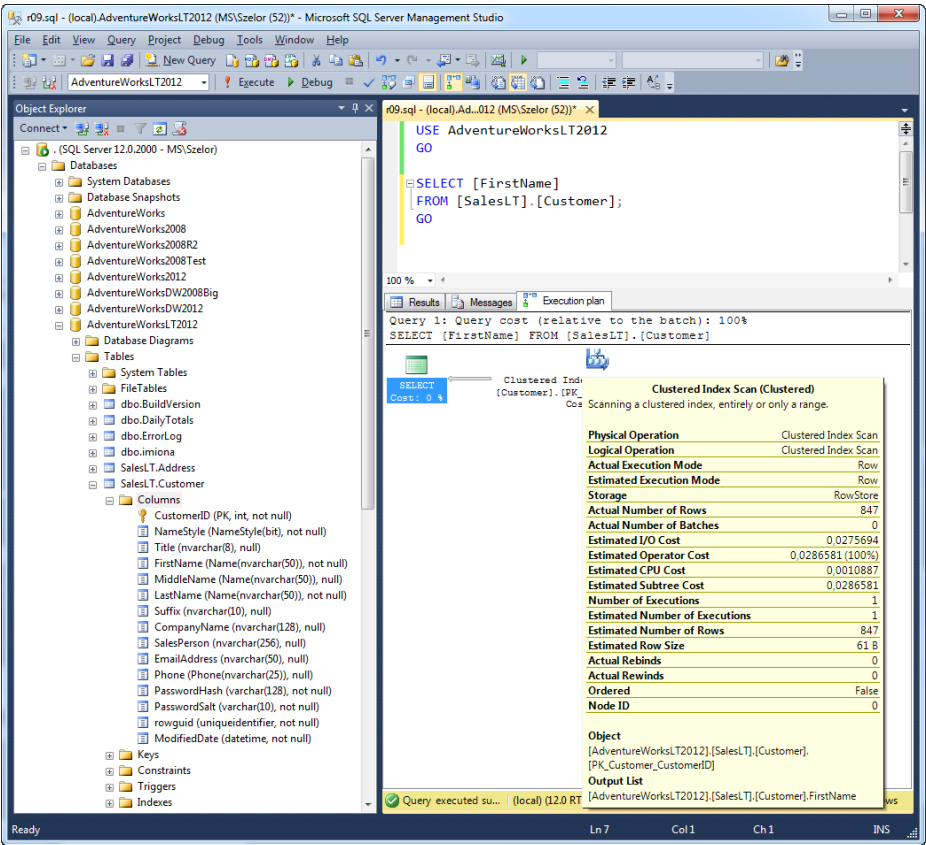 r09.sql - (local).AdventureWorksLT2012 (MS\Szelor (52))* - Microsoft SQL Server Management Studio
File Edit View Query Project Debug Tools Window Help
New Query
AdventureWorksLT2012 Execute Debug
Object Explorer
Connect
. (SQL Server 12.0.2000 - MS\Szelor)
Databases
System Databases
Database Snapshots
AdventureWorks
AdventureWorks2008
AdventureWorks2008R2
AdventureWorks2008Test
AdventureWorks2012
AdventureWorksDW2008Big
AdventureWorksDW2012
AdventureWorksLT2012
Database Diagrams
Tables
System Tables
FileTables
dbo.BuildVersion
dbo.DailyTotals
dbo.ErrorLog
dbo.imiona
SalesLT.Address
SalesLT.Customer
Columns
CustomerID (PK, int, not null)
NameStyle (NameStyle(bit), not null)
Title (nvarchar(8), null)
FirstName (Name(nvarchar(50)), not null)
MiddleName (Name(nvarchar(50)), null)
LastName (Name(nvarchar(50)), not null)
Suffix (nvarchar(10), null)
CompanyName (nvarchar(128), null)
SalesPerson (nvarchar(256), null)
EmailAddress (nvarchar(50), null)
Phone (Phone(nvarchar(25)), null)
PasswordHash (varchar(128), not null)
PasswordSalt (varchar(10), not null)
rowguid (uniqueidentifier, not null)
ModifiedDate (datetime, not null)
Keys
Constraints
Triggers
Indexes
r09.sql - (local).Ad...012 (MS\Szelor (52))*
USE AdventureWorksLT2012
GO
SELECT [FirstName]
FROM [SalesLT].[Customer];
GO
100 %
Results Messages Execution plan
Query 1: Query cost (relative to the batch): 100%
SELECT [FirstName] FROM [SalesLT].[Customer]
SELECT
Cost: 0 %
Clustered Inde
[Customer].[PK_
Cos
Clustered Index Scan (Clustered)
Scanning a clustered index, entirely or only a range.
Physical Operation Clustered Index Scan
Logical Operation Clustered Index Scan
Actual Execution Mode Row
Estimated Execution Mode Row
Storage RowStore
Actual Number of Rows 847
Actual Number of Batches 0
Estimated I/O Cost 0,0275694
Estimated Operator Cost 0,0286581 (100%)
Estimated CPU Cost 0,0010887
Estimated Subtree Cost 0,0286581
Number of Executions 1
Estimated Number of Executions 1
Estimated Number of Rows 847
Estimated Row Size 61 B
Actual Rebinds 0
Actual Rewinds 0
Ordered False
Node ID 0
Object
[AdventureWorksLT2012].[SalesLT].[Customer].
[PK_Customer_CustomerID]
Output List
[AdventureWorksLT2012].[SalesLT].[Customer].FirstName
Query executed su... (local) (12.0 RT ws
Ready Ln 7 Col 1 Ch 1 INS